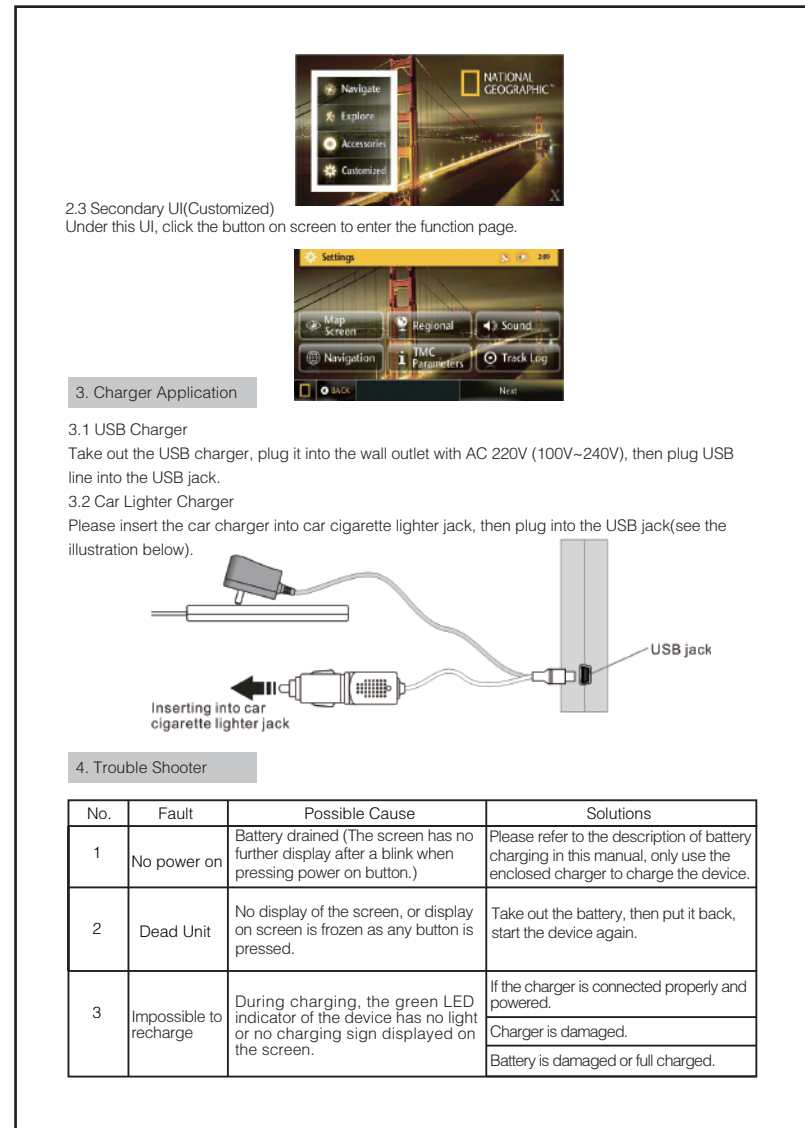 Navigate
Explore
Accessories
Customized
NATIONAL
GEOGRAPHIC™
X
2.3 Secondary UI(Customized)
Under this UI, click the button on screen to enter the function page.
Settings
2:09
Map
Screen
Regional
Sound
Navigation
TMC
Parameters
Track Log
BACK
Next
3. Charger Application
3.1 USB Charger
Take out the USB charger, plug it into the wall outlet with AC 220V (100V~240V), then plug USB
line into the USB jack.
3.2 Car Lighter Charger
Please insert the car charger into car cigarette lighter jack, then plug into the USB jack(see the
illustration below).
USB jack
Inserting into car
cigarette lighter jack
4. Trouble Shooter
No. Fault Possible Cause Solutions
1
No power on
Battery drained (The screen has no
further display after a blink when
pressing power on button.)
Please refer to the description of battery
charging in this manual, only use the
enclosed charger to charge the device.
2
Dead Unit
No display of the screen, or display
on screen is frozen as any button is
pressed.
Take out the battery, then put it back,
start the device again.
3
Impossible to
recharge
During charging, the green LED
indicator of the device has no light
or no charging sign displayed on
the screen.
If the charger is connected properly and
powered.
Charger is damaged.
Battery is damaged or full charged.